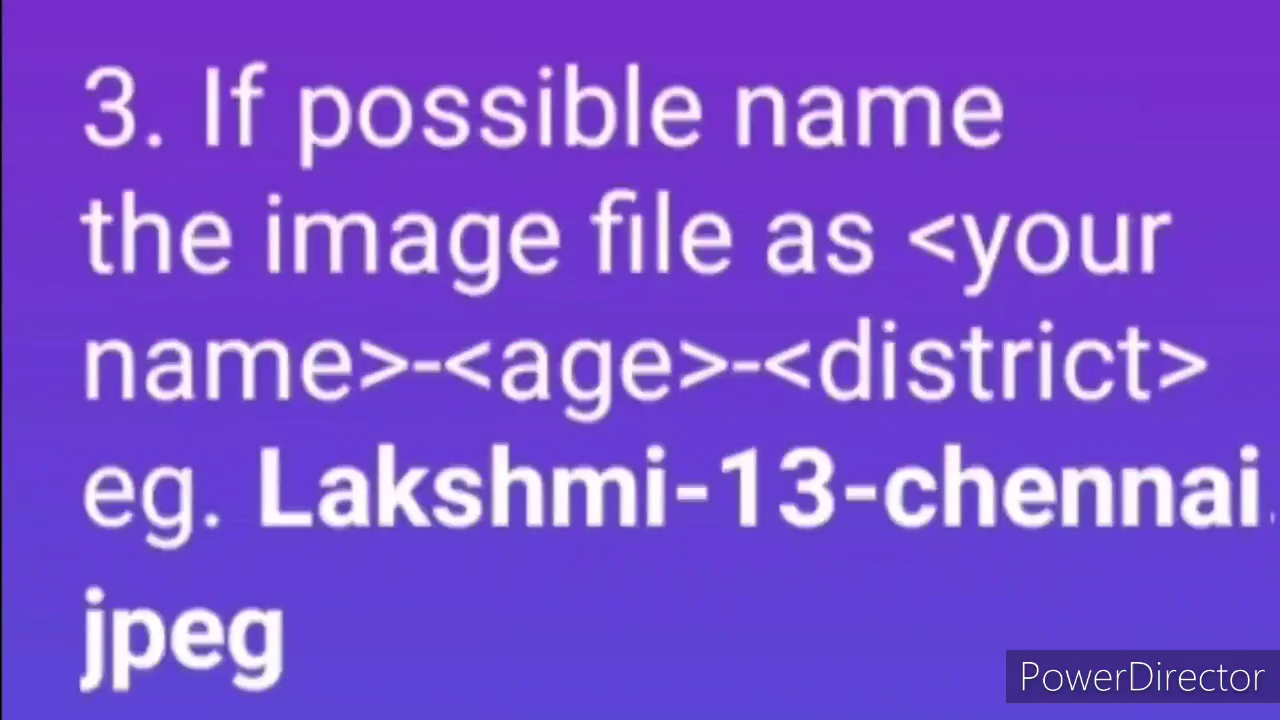 3. If possible name
the image file as <your
name>-<age>-<district>
eg. Lakshmi-13-chennai.
jpeg
PowerDirector